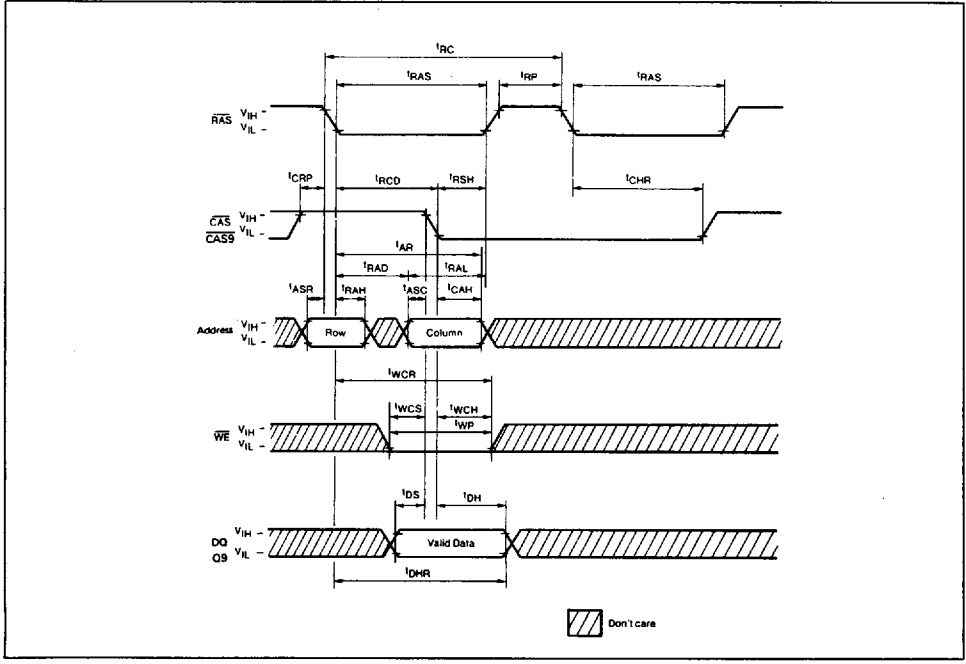 tRC
tRAS tRP tRAS
RAS VIH
VIL
tCRP tRCD tRSH tCHR
CAS VIH
CAS9 VIL
tAR
tRAD tRAL
tASR tRAH tASC tCAH
Address VIH Row Column
VIL
tWCR
tWCS tWCH
tWP
WE VIH
VIL
tDS tDH
DQ VIH Valid Data
Q9 VIL
tDHR
Don't care